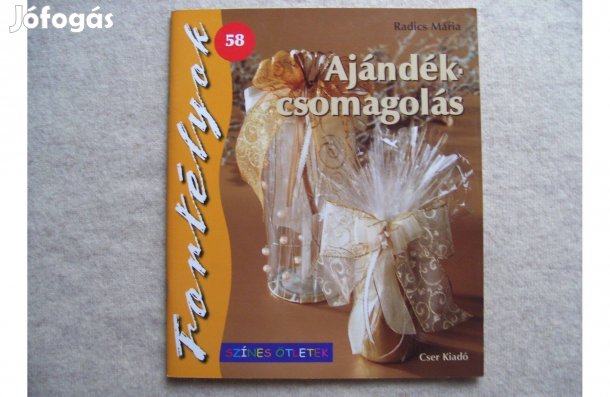 Jófogás
58
Radics Mária
Ajándék-
csomagolás
Fortélyok
SZÍNES ÖTLETEK
Cser Kiadó